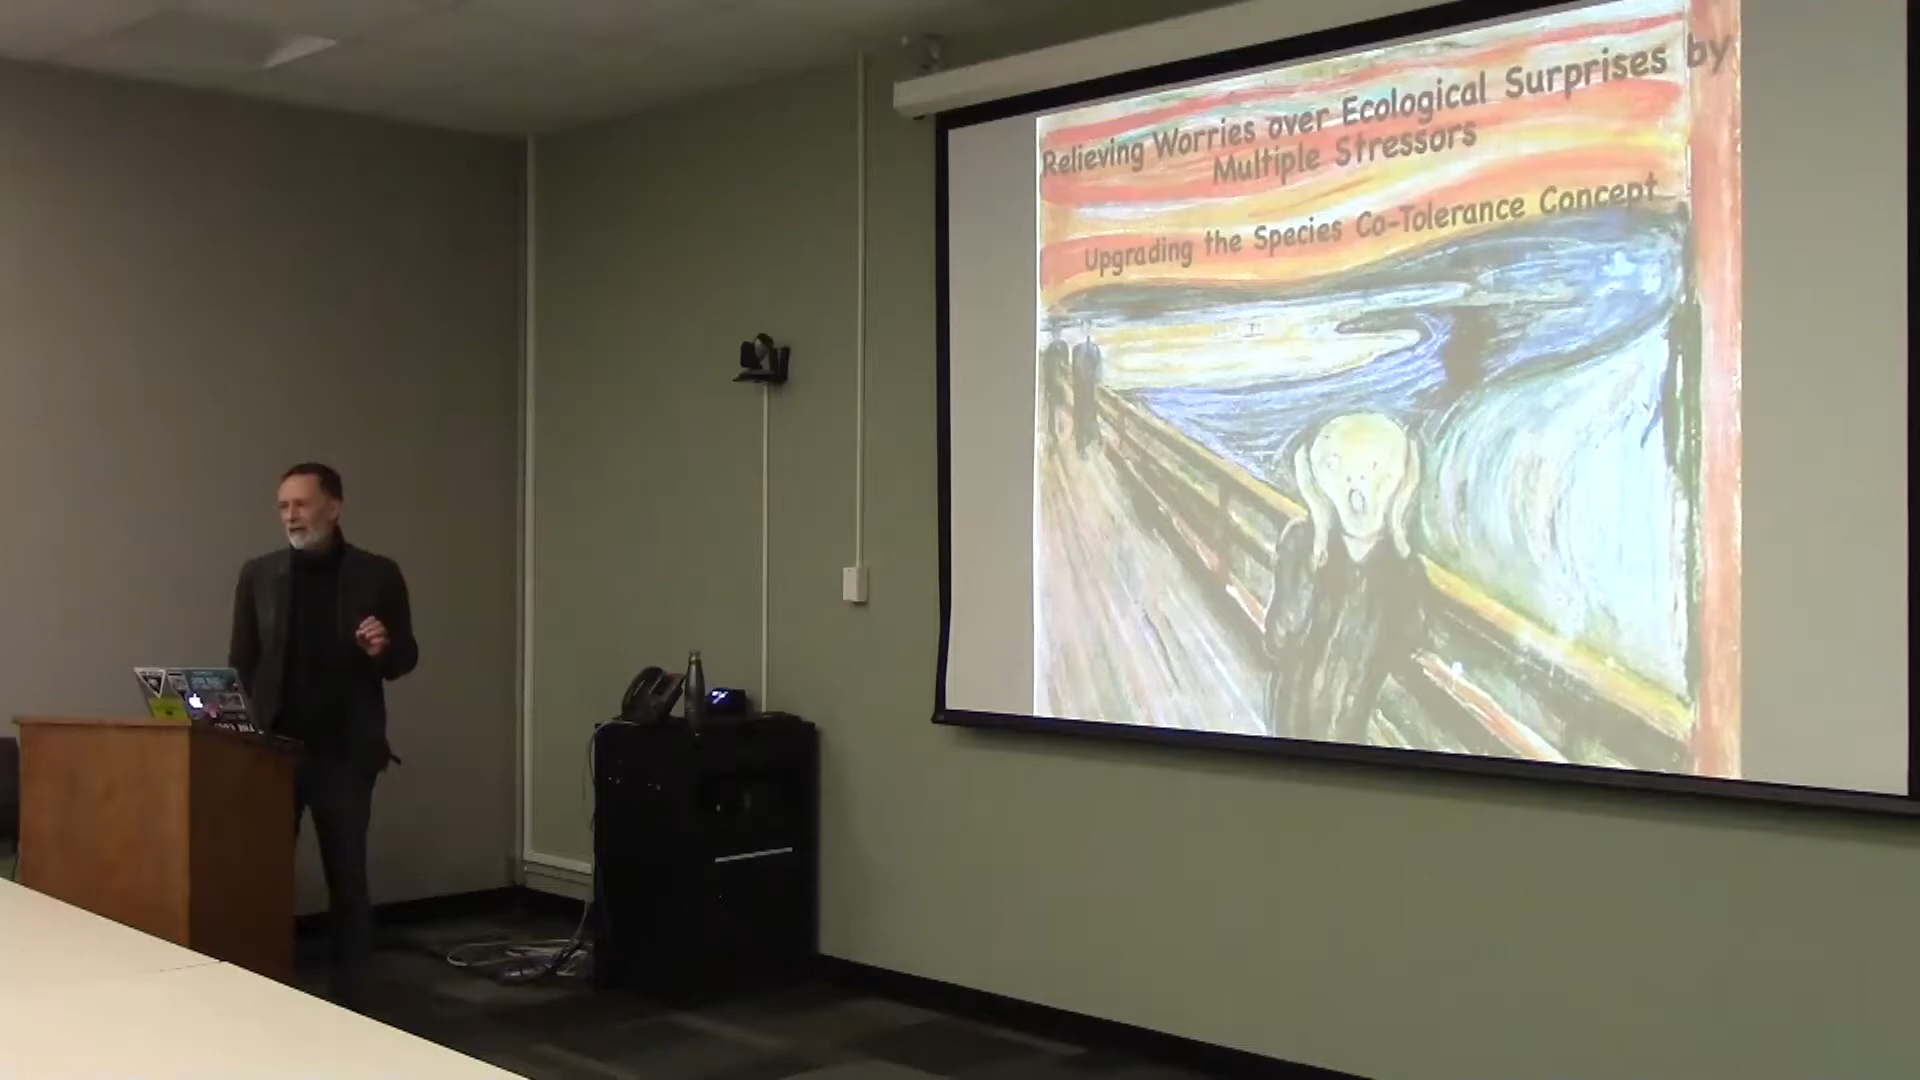 Relieving Worries over Ecological Surprises by
Multiple Stressors
Upgrading the Species Co-Tolerance Concept